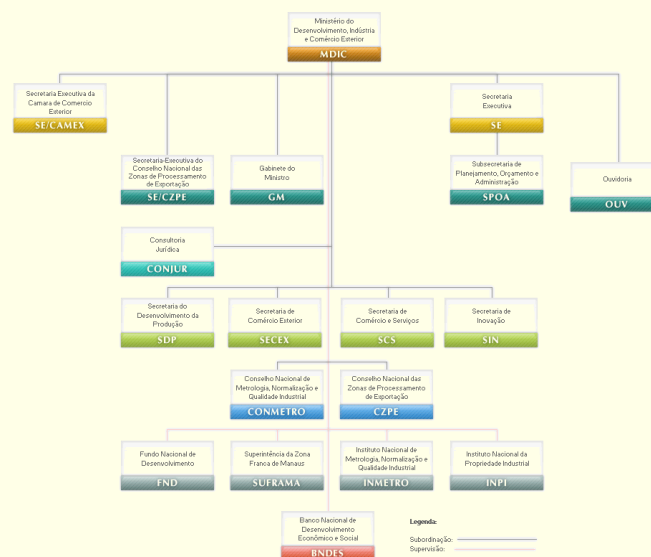 Ministério do
Desenvolvimento, Indústria
e Comércio Exterior
MDIC
Secretaria Executiva da
Camara de Comercio
Exterior
SE/CAMEX
Secretaria
Executiva
SE
Secretaria-Executiva do
Conselho Nacional das
Zonas de Processamento
de Exportação
SE/CZPE
Gabinete do
Ministro
GM
Subsecretaria de
Planejamento, Orçamento e
Administração
SPOA
Ouvidoria
OUV
Consultoria
Jurídica
CONJUR
Secretaria do
Desenvolvimento da
Produção
SDP
Secretaria de
Comércio Exterior
SECEX
Secretaria de
Comércio e Serviços
SCS
Secretaria de
Inovação
SIN
Conselho Nacional de
Metrologia, Normalização e
Qualidade Industrial
CONMETRO
Conselho Nacional das
Zonas de Processamento
de Exportação
CZPE
Fundo Nacional de
Desenvolvimento
FND
Superintência da Zona
Franca de Manaus
SUFRAMA
Instituto Nacional de
Metrologia, Normalização e
Qualidade Industrial
INMETRO
Instituto Nacional da
Propriedade Industrial
INPI
Banco Nacional de
Desenvolvimento
Econômico e Social
BNDES
Legenda:
Subordinação:
Supervisão: